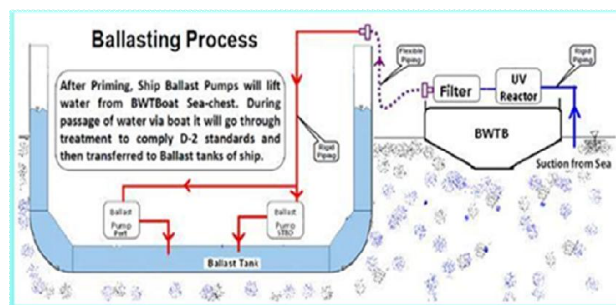 Ballasting Process
After Priming, Ship Ballast Pumps will lift
water from BWTBoat Sea-chest. During
passage of water via boat it will go through
treatment to comply D-2 standards and
then transferred to Ballast tanks of ship.
Rigid
Piping
Ballast
Pump
Port
Ballast
Pump
STBD
Ballast Tank
Flexible
Piping
Filter
UV
Reactor
Rigid
Piping
BWTB
Suction from Sea